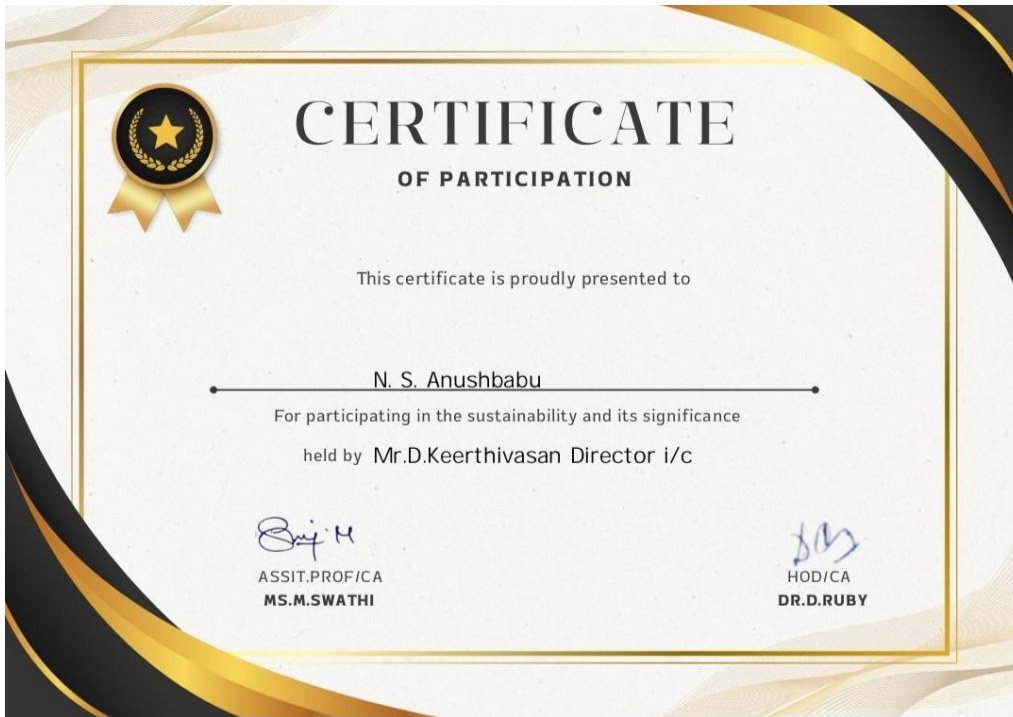 CERTIFICATE
OF PARTICIPATION
This certificate is proudly presented to
N. S. Anushbabu
For participating in the sustainability and its significance
held by Mr.D.Keerthivasan Director i/c
ASSIT.PROF/CA
MS.M.SWATHI
HOD/CA
DR.D.RUBY